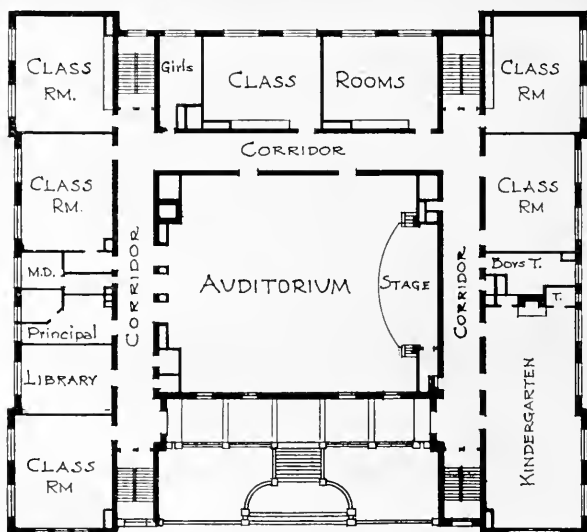 CLASS
RM.
Girls
CLASS
ROOMS
CLASS
RM
CORRIDOR
CLASS
RM.
CLASS
RM
M.D.
CORRIDOR
AUDITORIUM
STAGE
CORRIDOR
BOYS T.
T.
Principal
LIBRARY
KINDERGARTEN
CLASS
RM